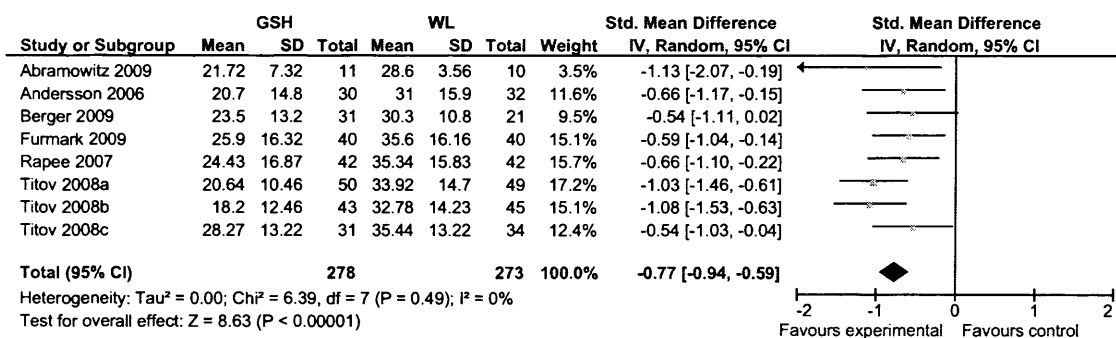 GSH WL Std. Mean Difference Std. Mean Difference
Study or Subgroup Mean SD Total Mean SD Total Weight IV, Random, 95% CI IV, Random, 95% CI
Abramowitz 2009 21.72 7.32 11 28.6 3.56 10 3.5% -1.13 [-2.07, -0.19]
Andersson 2006 20.7 14.8 30 31 15.9 32 11.6% -0.66 [-1.17, -0.15]
Berger 2009 23.5 13.2 31 30.3 10.8 21 9.5% -0.54 [-1.11, 0.02]
Furmark 2009 25.9 16.32 40 35.6 16.16 40 15.1% -0.59 [-1.04, -0.14]
Rapee 2007 24.43 16.87 42 35.34 15.83 42 15.7% -0.66 [-1.10, -0.22]
Titov 2008a 20.64 10.46 50 33.92 14.7 49 17.2% -1.03 [-1.46, -0.61]
Titov 2008b 18.2 12.46 43 32.78 14.23 45 15.1% -1.08 [-1.53, -0.63]
Titov 2008c 28.27 13.22 31 35.44 13.22 34 12.4% -0.54 [-1.03, -0.04]
Total (95% CI) 278 273 100.0% -0.77 [-0.94, -0.59]
Heterogeneity: Tau² = 0.00; Chi² = 6.39, df = 7 (P = 0.49); I² = 0%
Test for overall effect: Z = 8.63 (P < 0.00001)
-2 -1 0 1 2
Favours experimental Favours control